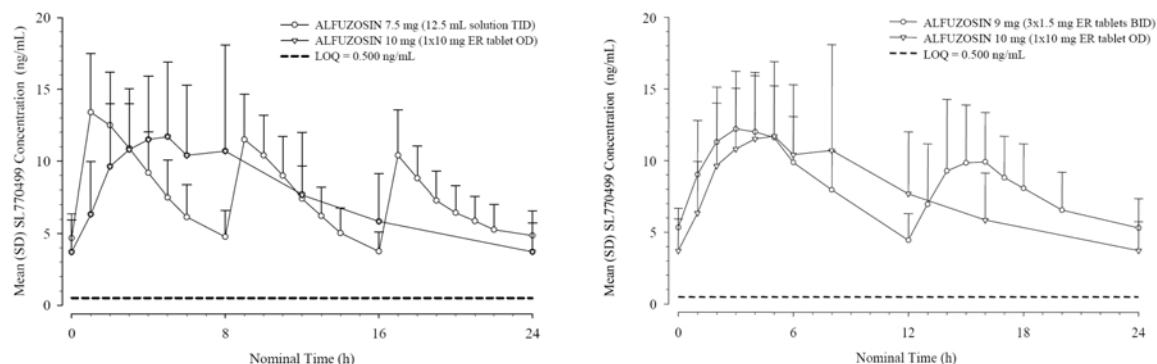 ALFUZOSIN 7.5 mg (12.5 mL solution TID)
ALFUZOSIN 10 mg (1x10 mg ER tablet OD)
LOQ = 0.500 ng/mL
Mean (SD) SL770499 Concentration (ng/mL)
20
15
10
5
0
0 8 16 24
Nominal Time (h)
ALFUZOSIN 9 mg (3x1.5 mg ER tablets BID)
ALFUZOSIN 10 mg (1x10 mg ER tablet OD)
LOQ = 0.500 ng/mL
Mean (SD) SL770499 Concentration (ng/mL)
20
15
10
5
0
0 6 12 18 24
Nominal Time (h)